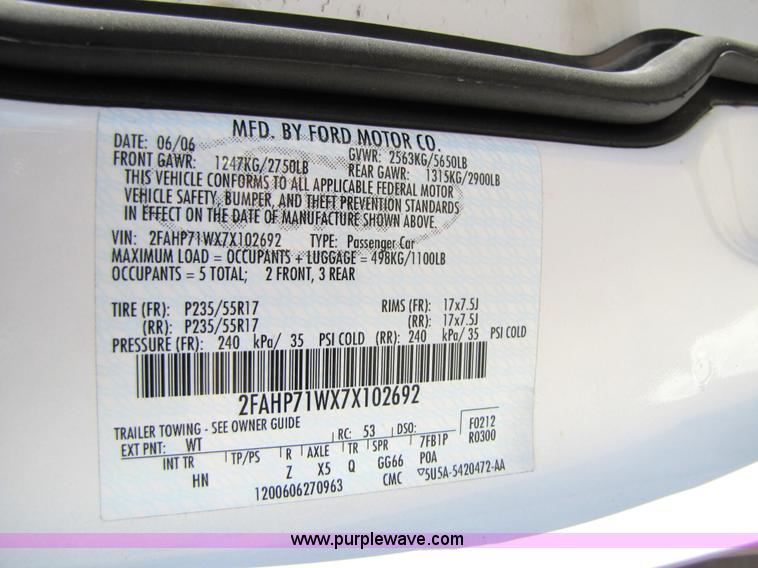 MFD. BY FORD MOTOR CO.
DATE: 06/06 GVWR: 2563KG/5650LB
FRONT GAWR: 1247KG/2750LB REAR GAWR: 1315KG/2900LB
THIS VEHICLE CONFORMS TO ALL APPLICABLE FEDERAL MOTOR
VEHICLE SAFETY, BUMPER, AND THEFT PREVENTION STANDARDS
IN EFFECT ON THE DATE OF MANUFACTURE SHOWN ABOVE.
VIN: 2FAHP71WX7X102692 TYPE: Passenger Car
MAXIMUM LOAD = OCCUPANTS + LUGGAGE = 498KG/1100LB
OCCUPANTS = 5 TOTAL; 2 FRONT, 3 REAR
TIRE (FR): P235/55R17 RIMS (FR): 17x7.5J
(RR): P235/55R17 (RR): 17x7.5J
PRESSURE (FR): 240 kPa/ 35 PSI COLD (RR): 240 kPa/ 35 PSI COLD
2FAHP71WX7X102692
TRAILER TOWING - SEE OWNER GUIDE
EXT PNT: WT RC: 53 DSO: F0212
INT TR TP/PS R AXLE TR SPR 7FB1P R0300
HN Z X5 Q GG66 POA
1200606270963 CMC 5U5A-5420472-AA
www.purplewave.com